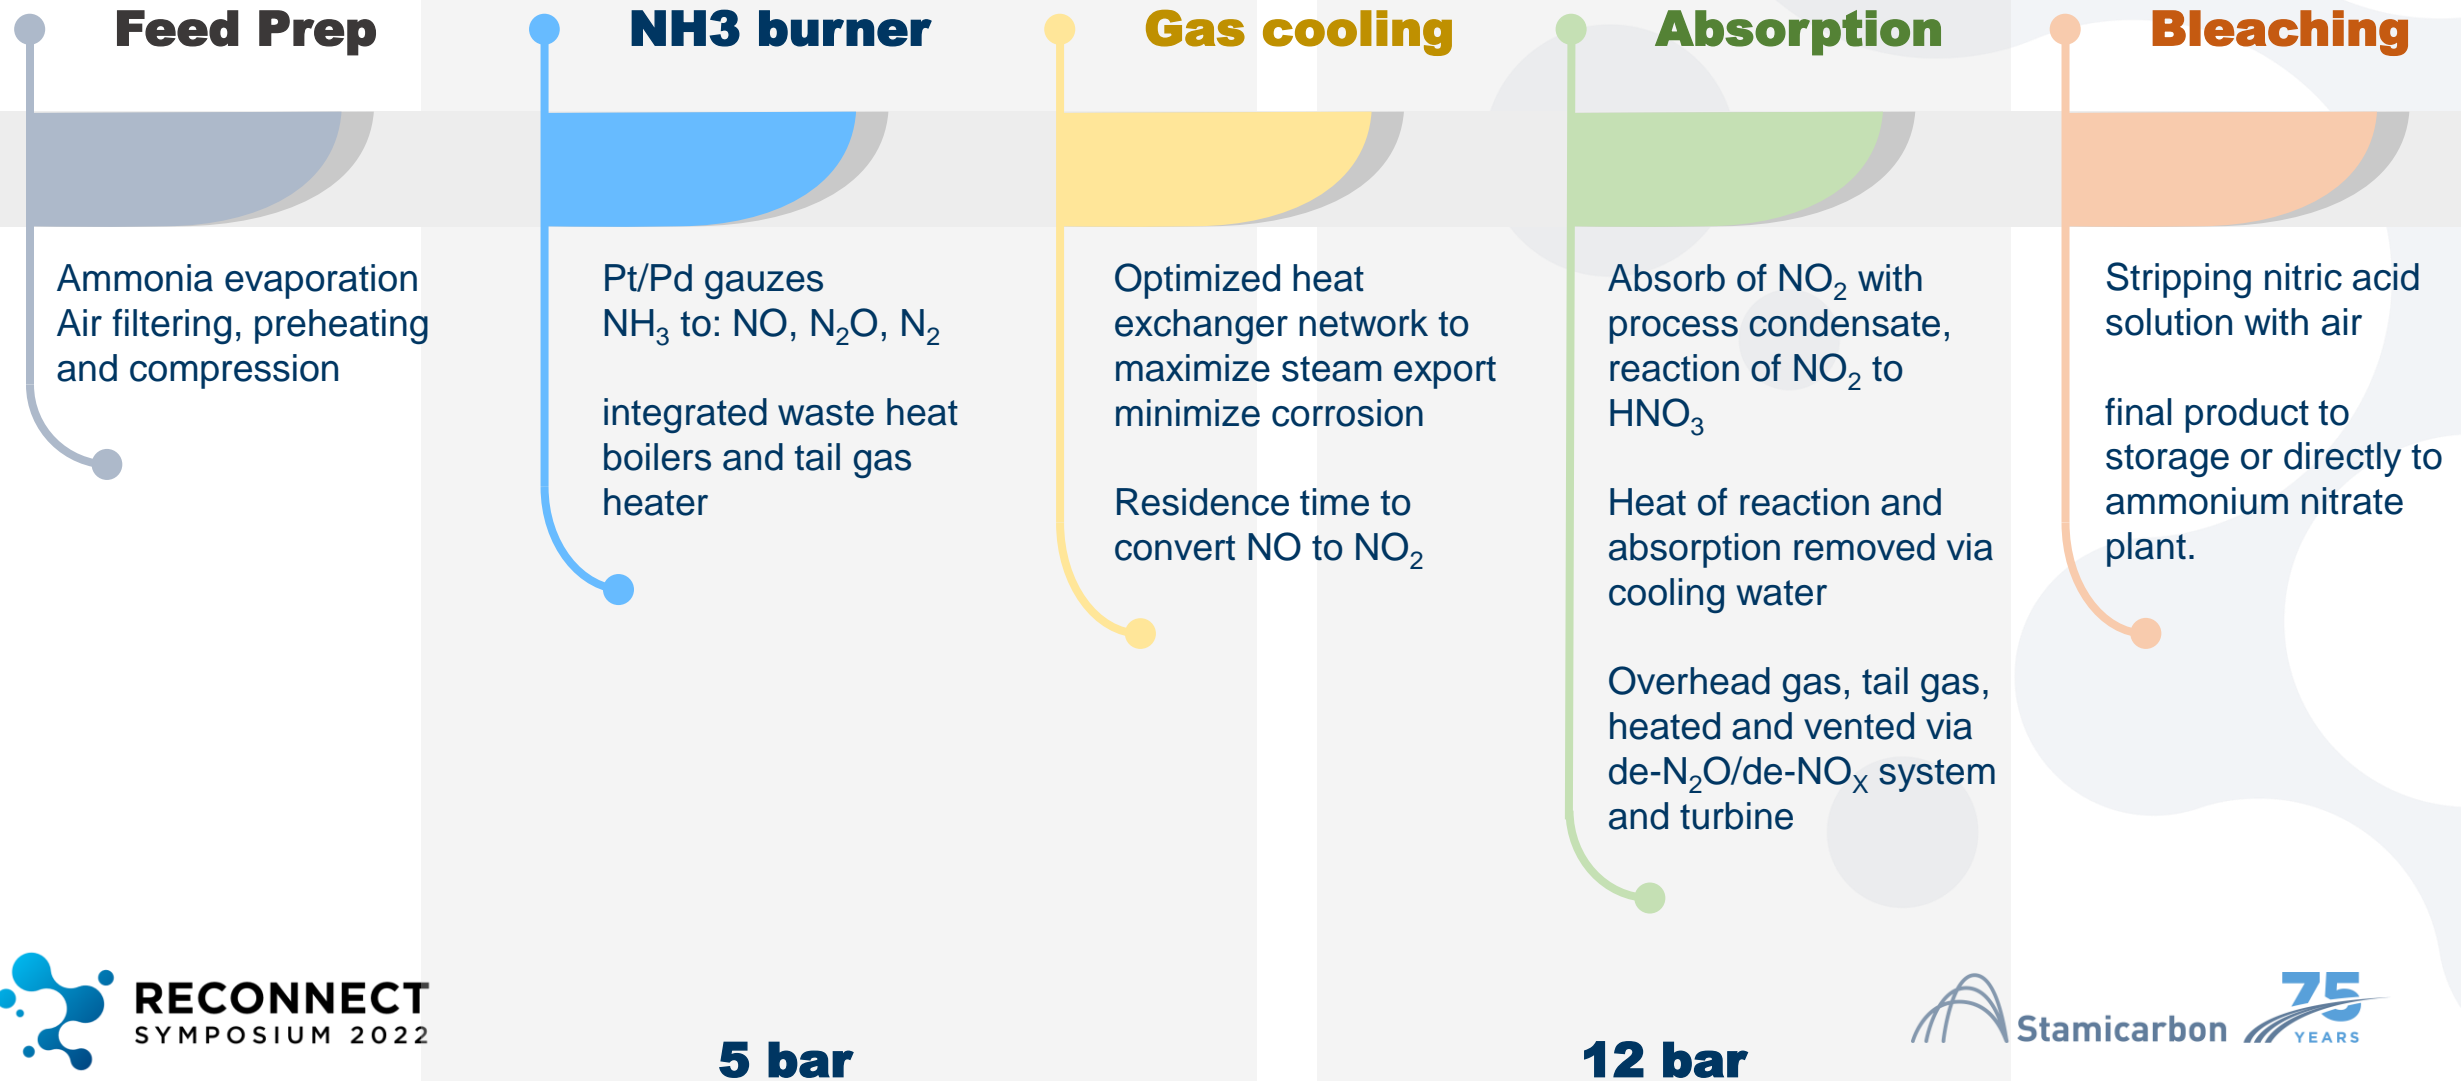 Feed Prep
Ammonia evaporation
Air filtering, preheating
and compression
NH3 burner
Pt/Pd gauzes
NH₃ to: NO, N₂O, N₂
integrated waste heat
boilers and tail gas
heater
Gas cooling
Optimized heat
exchanger network to
maximize steam export
minimize corrosion
Residence time to
convert NO to NO₂
Absorption
Absorb of NO₂ with
process condensate,
reaction of NO₂ to
HNO₃
Heat of reaction and
absorption removed via
cooling water
Overhead gas, tail gas,
heated and vented via
de-N₂O/de-NOX system
and turbine
Bleaching
Stripping nitric acid
solution with air
final product to
storage or directly to
ammonium nitrate
plant.
RECONNECT
SYMPOSIUM 2022
5 bar
12 bar
Stamicarbon
75
YEARS